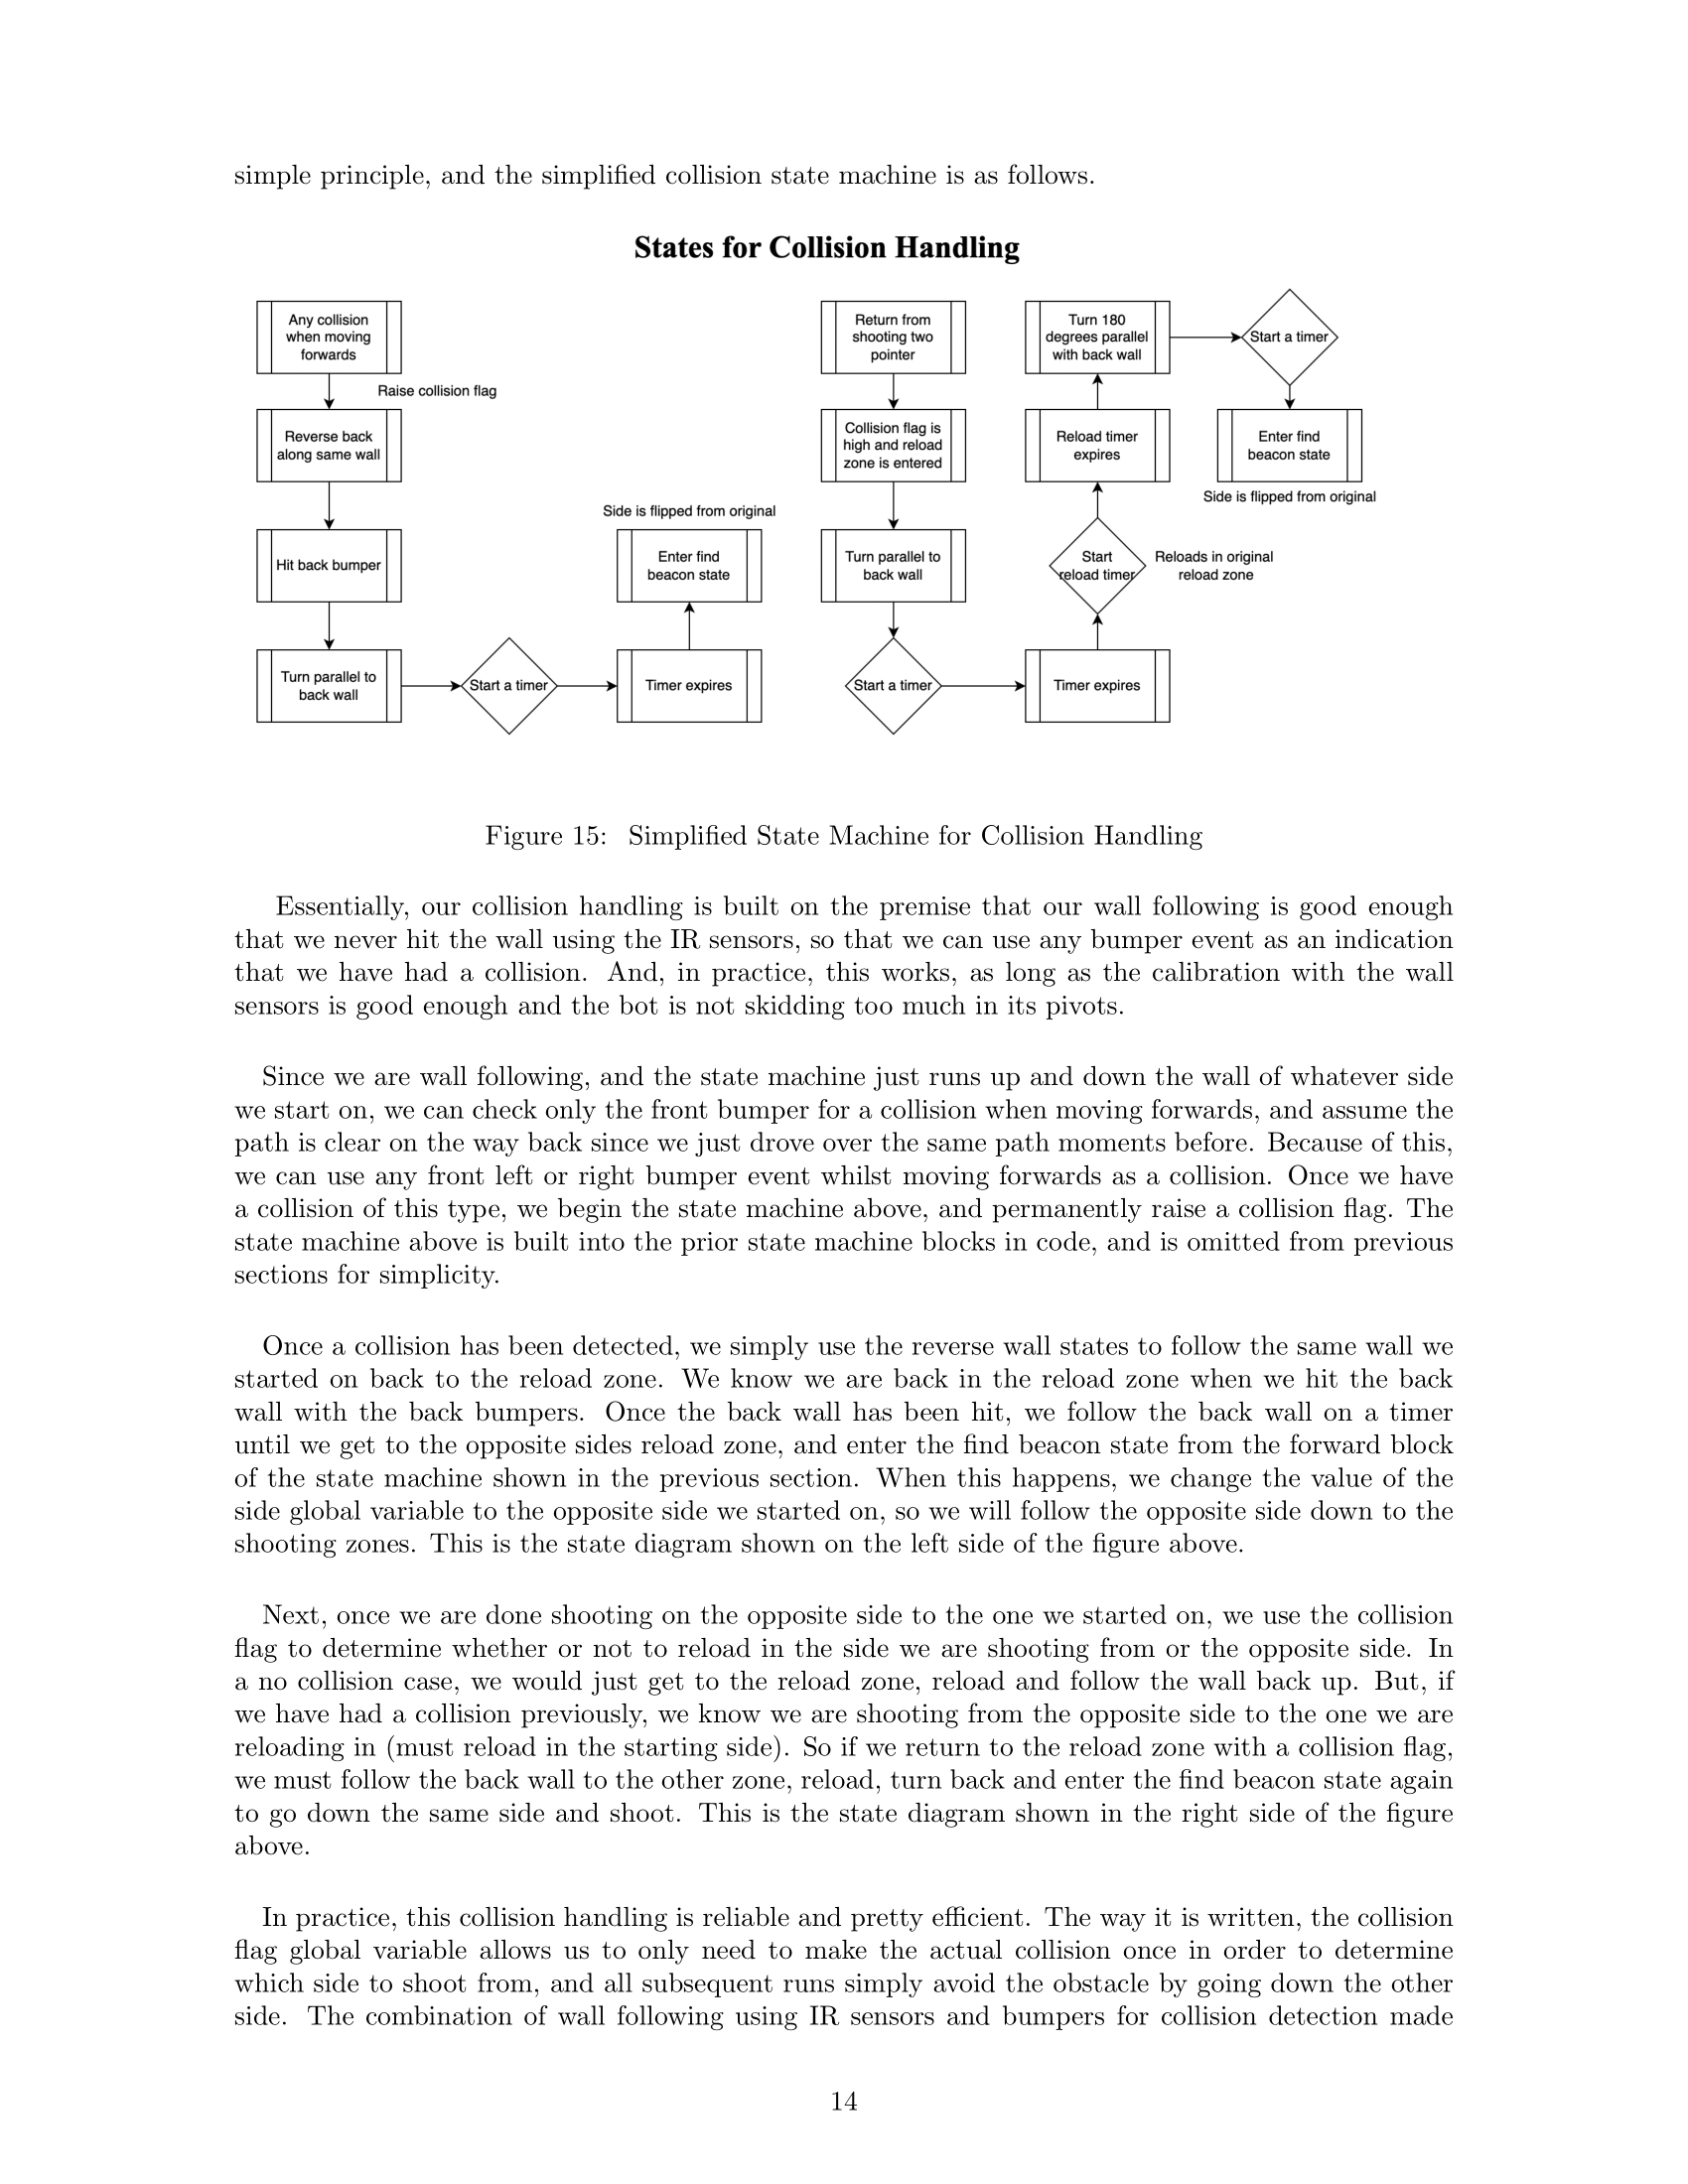 simple principle, and the simplified collision state machine is as follows.
States for Collision Handling
Any collision
when moving
forwards
Raise collision flag
Reverse back
along same wall
Hit back bumper
Turn parallel to
back wall
Start a timer
Timer expires
Side is flipped from original
Enter find
beacon state
Return from
shooting two
pointer
Collision flag is
high and reload
zone is entered
Turn parallel to
back wall
Start a timer
Timer expires
Start
reload timer
Reloads in original
reload zone
Reload timer
expires
Turn 180
degrees parallel
with back wall
Start a timer
Enter find
beacon state
Side is flipped from original
Figure 15: Simplified State Machine for Collision Handling
Essentially, our collision handling is built on the premise that our wall following is good enough
that we never hit the wall using the IR sensors, so that we can use any bumper event as an indication
that we have had a collision. And, in practice, this works, as long as the calibration with the wall
sensors is good enough and the bot is not skidding too much in its pivots.
Since we are wall following, and the state machine just runs up and down the wall of whatever side
we start on, we can check only the front bumper for a collision when moving forwards, and assume the
path is clear on the way back since we just drove over the same path moments before. Because of this,
we can use any front left or right bumper event whilst moving forwards as a collision. Once we have
a collision of this type, we begin the state machine above, and permanently raise a collision flag. The
state machine above is built into the prior state machine blocks in code, and is omitted from previous
sections for simplicity.
Once a collision has been detected, we simply use the reverse wall states to follow the same wall we
started on back to the reload zone. We know we are back in the reload zone when we hit the back
wall with the back bumpers. Once the back wall has been hit, we follow the back wall on a timer
until we get to the opposite sides reload zone, and enter the find beacon state from the forward block
of the state machine shown in the previous section. When this happens, we change the value of the
side global variable to the opposite side we started on, so we will follow the opposite side down to the
shooting zones. This is the state diagram shown on the left side of the figure above.
Next, once we are done shooting on the opposite side to the one we started on, we use the collision
flag to determine whether or not to reload in the side we are shooting from or the opposite side. In
a no collision case, we would just get to the reload zone, reload and follow the wall back up. But, if
we have had a collision previously, we know we are shooting from the opposite side to the one we are
reloading in (must reload in the starting side). So if we return to the reload zone with a collision flag,
we must follow the back wall to the other zone, reload, turn back and enter the find beacon state again
to go down the same side and shoot. This is the state diagram shown in the right side of the figure
above.
In practice, this collision handling is reliable and pretty efficient. The way it is written, the collision
flag global variable allows us to only need to make the actual collision once in order to determine
which side to shoot from, and all subsequent runs simply avoid the obstacle by going down the other
side. The combination of wall following using IR sensors and bumpers for collision detection made
14